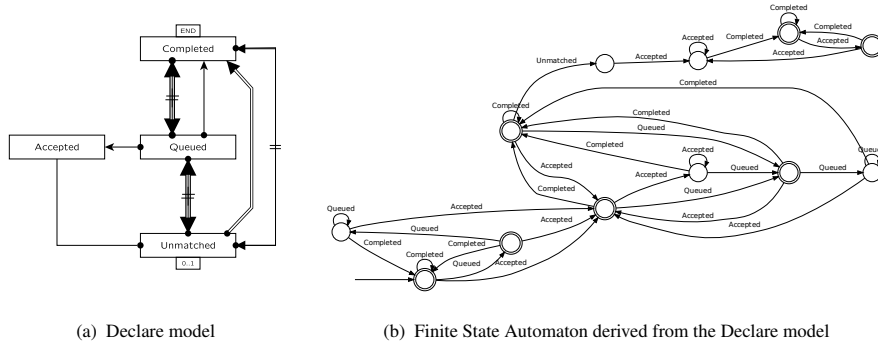 END
Completed
Accepted
Queued
Unmatched
0..1
(a) Declare model
Completed
Completed
Accepted
Accepted
Completed
Accepted
Unmatched
Accepted
Completed
Completed
Completed
Queued
Completed
Accepted
Queued
Queued
Queued
Accepted
Completed
Accepted
Queued
Accepted
Accepted
Queued
Accepted
Queued
Accepted
Completed
Completed
Completed
Queued
Accepted
(b) Finite State Automaton derived from the Declare model